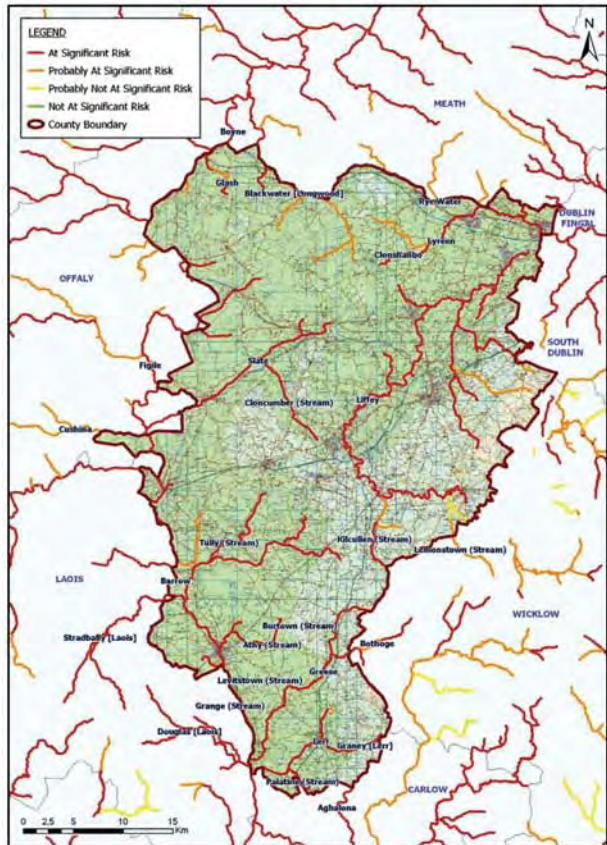 LEGEND
At Significant Risk
Probably At Significant Risk
Probably Not At Significant Risk
Not At Significant Risk
County Boundary
N
MEATH
Boyne
Glash
Blackwater [Longwood]
Rye Water
DUBLIN
FINGAL
Lyreen
Clonshanbo
OFFALY
SOUTH
DUBLIN
Figile
Slate
Cloncumber (Stream)
Liffey
Cushina
Tully (Stream)
Kilcullen (Stream)
Lemonstown (Stream)
LAOIS
Barrow
WICKLOW
Burtown (Stream)
Stradbally [Laois]
Athy (Stream)
Bothoge
Greese
Levitstown (Stream)
Grange (Stream)
Douglas [Laois]
Lerr
Graney [Lerr]
Palatine (Stream)
CARLOW
Aghalona
0 2.5 5 10 15
Km